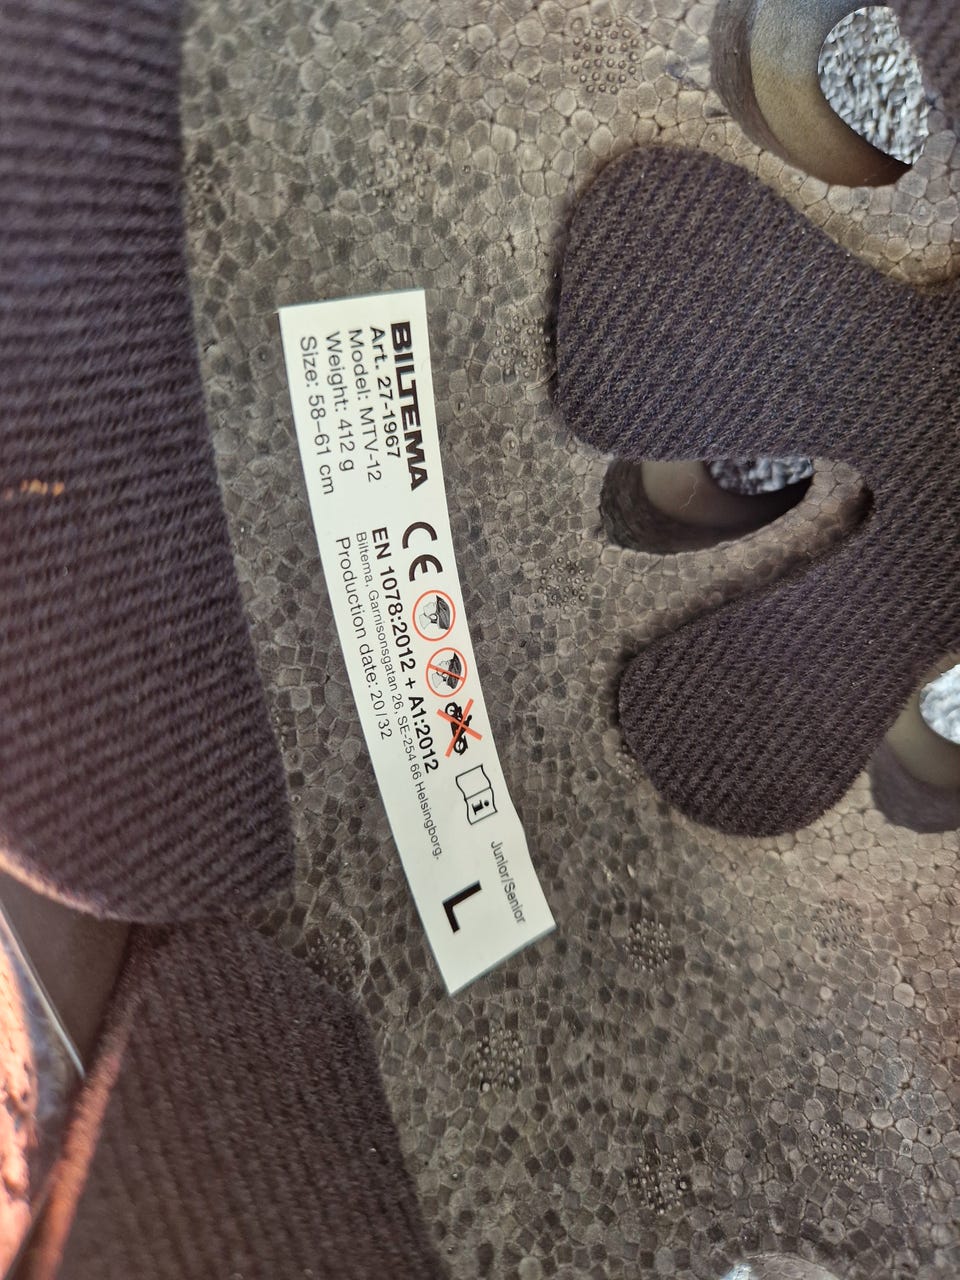 BILTEMA
Art. 27-1967
Model: MTV-12
Weight: 412 g
Size: 58–61 cm
CE
EN 1078:2012 + A1:2012
Biltema, Garnisonsgatan 26, SE-254 66 Helsingborg.
Production date: 20/32
i
Junior/Senior
L